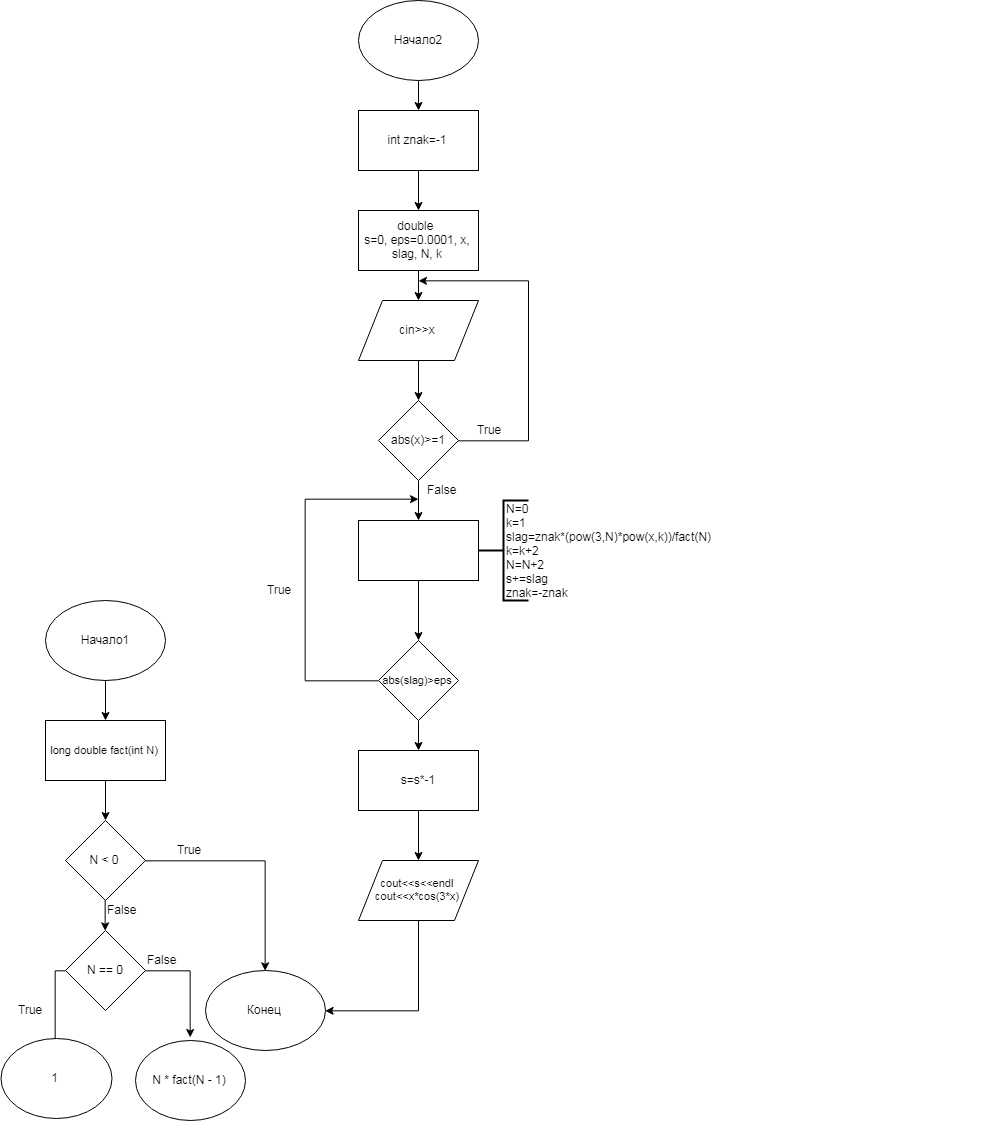 Начало2
int znak=-1
double
s=0, eps=0.0001, x,
slag, N, k
cin>>x
abs(x)>=1
True
False
N=0
k=1
slag=znak*(pow(3,N)*pow(x,k))/fact(N)
k=k+2
N=N+2
s+=slag
znak=-znak
True
abs(slag)>eps
s=s*-1
cout<<s<<endl
cout<<x*cos(3*x)
Начало1
long double fact(int N)
N < 0
True
False
N == 0
False
True
Конец
1
N * fact(N - 1)